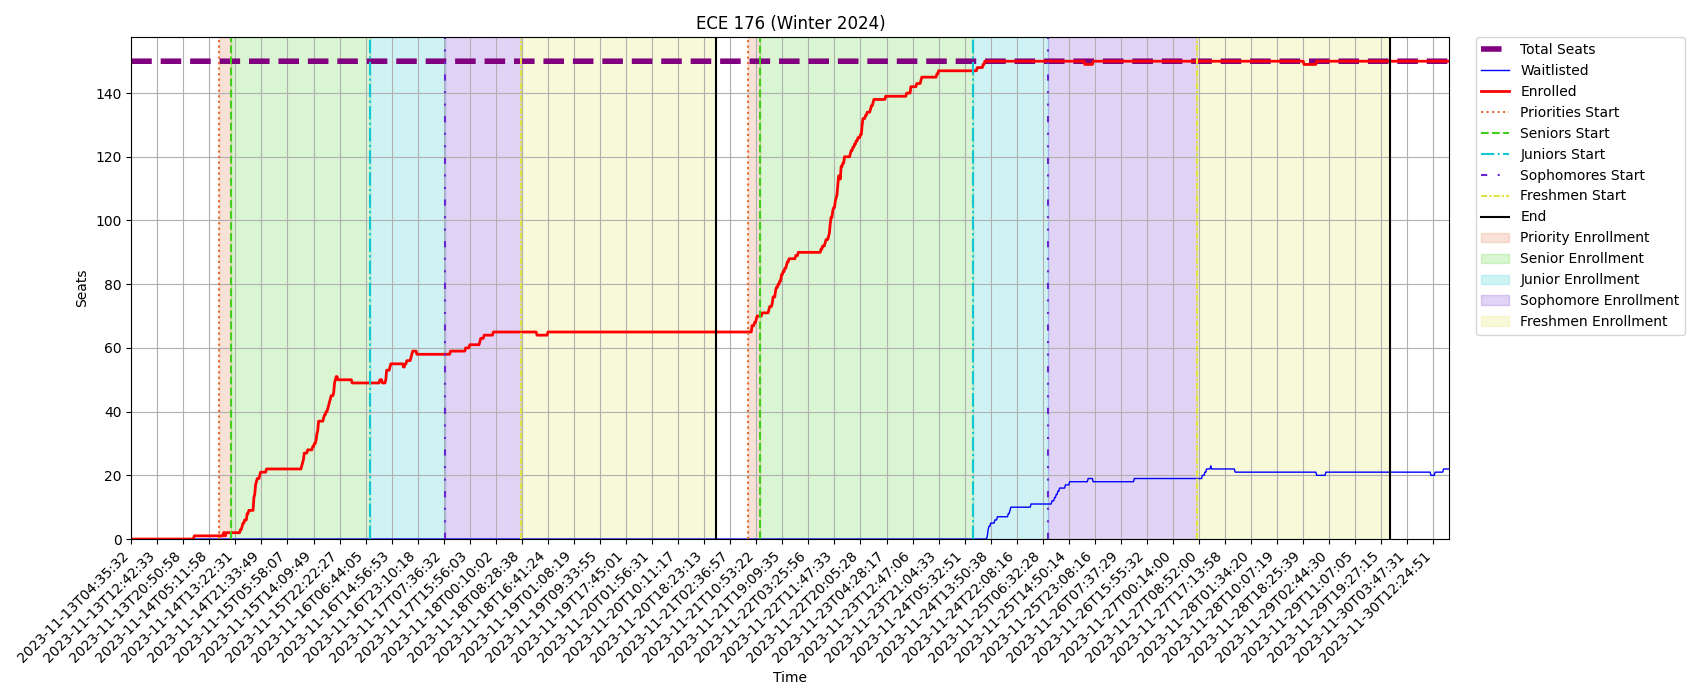 ECE 176 (Winter 2024)
Total Seats
Waitlisted
Enrolled
Priorities Start
Seniors Start
Juniors Start
Sophomores Start
Freshmen Start
End
Priority Enrollment
Senior Enrollment
Junior Enrollment
Sophomore Enrollment
Freshmen Enrollment
Seats
140
120
100
80
60
40
20
0
2023-11-13T04:35:32
2023-11-13T12:42:33
2023-11-13T20:50:58
2023-11-14T05:11:58
2023-11-14T13:22:31
2023-11-14T21:33:49
2023-11-15T05:58:07
2023-11-15T14:09:49
2023-11-15T22:22:27
2023-11-16T06:44:05
2023-11-16T14:56:53
2023-11-16T23:10:18
2023-11-17T07:36:32
2023-11-17T15:56:03
2023-11-18T00:10:02
2023-11-18T08:28:38
2023-11-18T16:41:24
2023-11-19T01:08:19
2023-11-19T09:33:55
2023-11-19T17:45:01
2023-11-20T01:56:31
2023-11-20T10:11:17
2023-11-20T18:23:13
2023-11-21T02:36:57
2023-11-21T10:53:22
2023-11-21T19:09:35
2023-11-22T03:25:56
2023-11-22T11:47:33
2023-11-22T20:05:28
2023-11-23T04:28:17
2023-11-23T12:47:06
2023-11-23T21:04:33
2023-11-24T05:32:51
2023-11-24T13:50:38
2023-11-24T22:08:16
2023-11-25T06:32:28
2023-11-25T14:50:14
2023-11-25T23:08:16
2023-11-26T07:37:29
2023-11-26T15:55:32
2023-11-27T00:14:00
2023-11-27T08:52:00
2023-11-27T17:13:58
2023-11-28T01:34:20
2023-11-28T10:07:19
2023-11-28T18:25:39
2023-11-29T02:44:30
2023-11-29T11:07:05
2023-11-29T19:27:15
2023-11-30T03:47:31
2023-11-30T12:24:51
Time